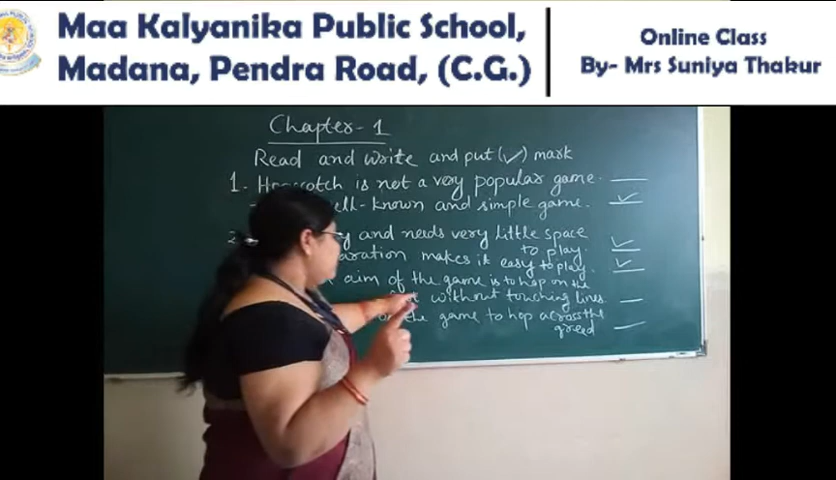 Maa Kalyanika Public School,
Madana, Pendra Road, (C.G.)
Online Class
By- Mrs Suniya Thakur
Chapter-1
Read and write and put (✓) mark
1. Hopscotch is not a very popular game.
well-known and simple game. ✓
2. and needs very little space
to play. ✓
makes it easy to play. ✓
aim of the game is to hop on the
without touching lines.
the game to hop across the
greed